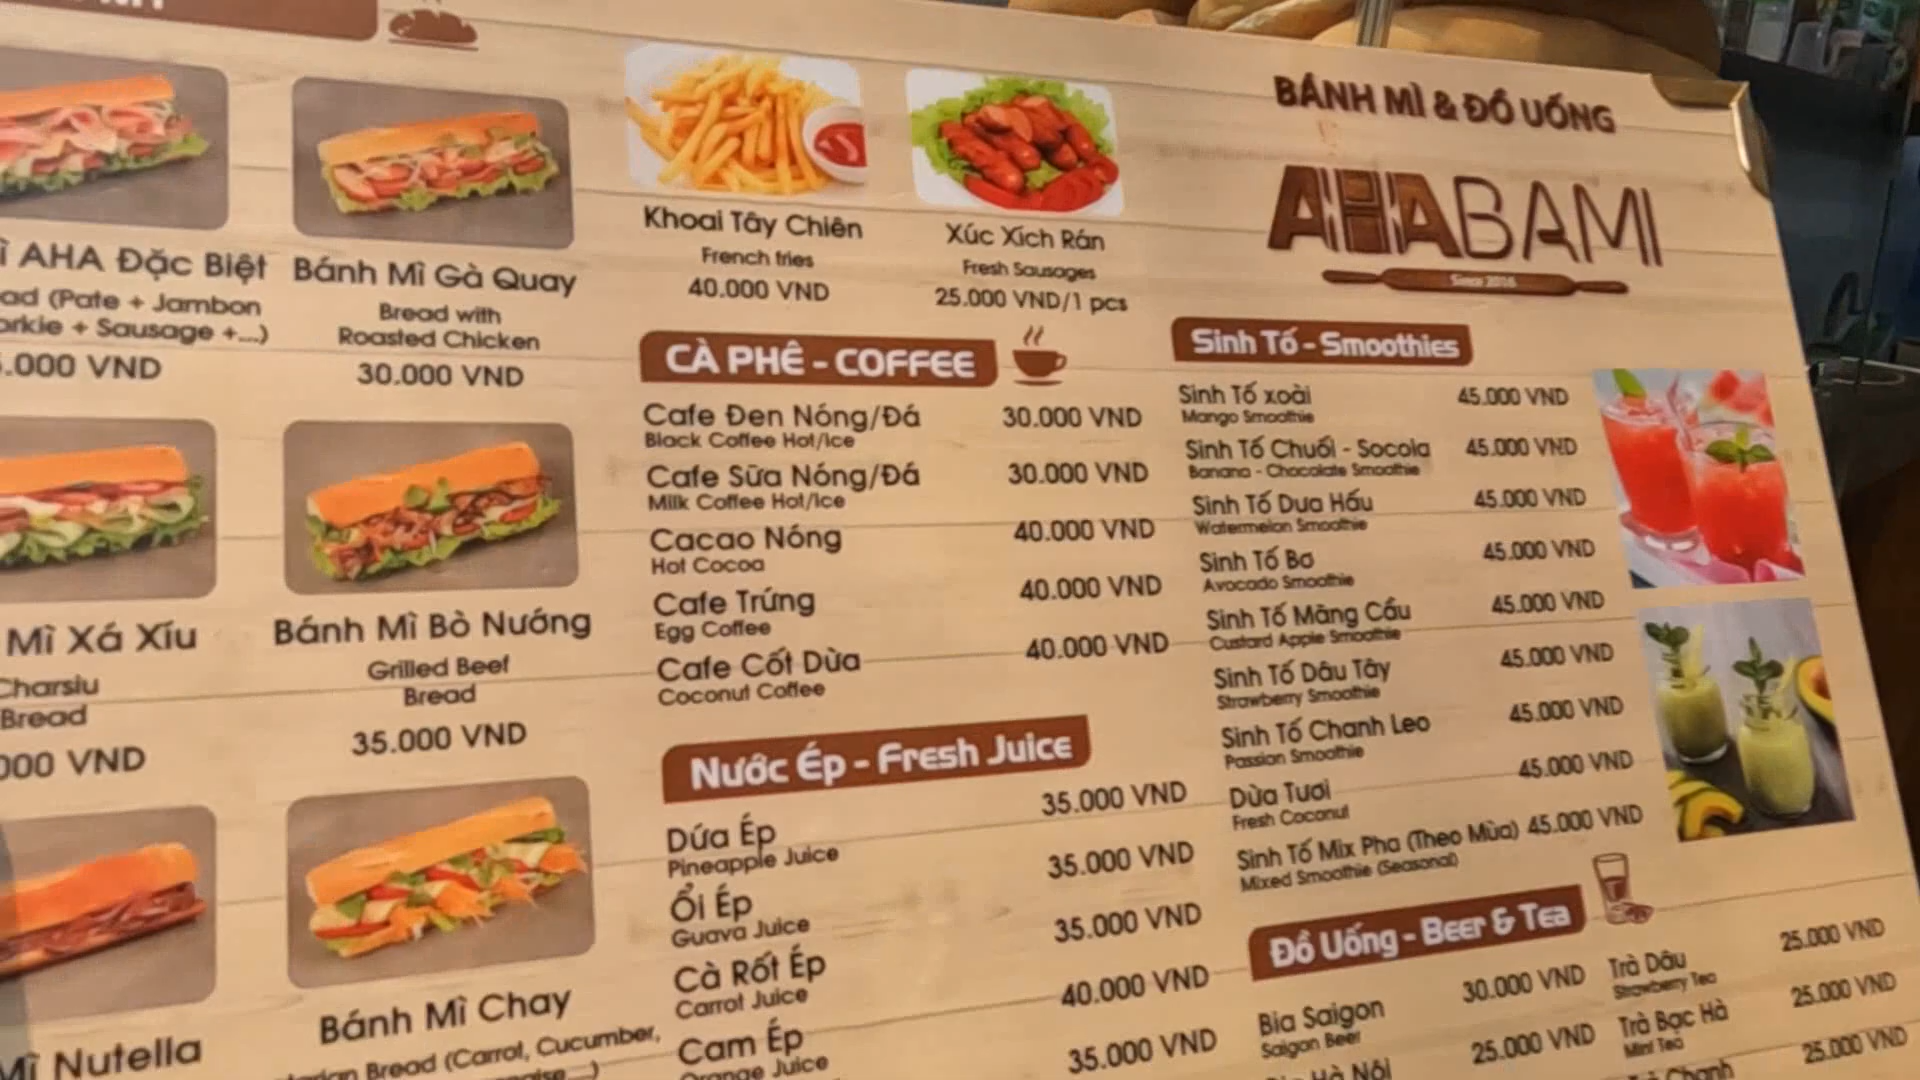 AHA Đặc Biệt
(Pate + Jambon
+ Sausage +....)
.000 VND
Bánh Mì Gà Quay
Bread with
Roasted Chicken
30.000 VND
Mì Xá Xíu
Charsiu
Bread
000 VND
Bánh Mì Bò Nướng
Grilled Beef
Bread
35.000 VND
Mì Nutella
Bánh Mì Chay
Bread (Carrot, Cucumber,
Khoai Tây Chiên
French fries
40.000 VND
Xúc Xích Rán
Fresh Sausages
25.000 VND/1 pcs
CÀ PHÊ - COFFEE
Cafe Đen Nóng/Đá 30.000 VND
Black Coffee Hot/Ice
Cafe Sữa Nóng/Đá 30.000 VND
Milk Coffee Hot/Ice
Cacao Nóng 40.000 VND
Hot Cocoa
Cafe Trứng 40.000 VND
Egg Coffee
Cafe Cốt Dừa 40.000 VND
Coconut Coffee
Nước Ép - Fresh Juice
Dứa Ép 35.000 VND
Pineapple Juice
Ổi Ép 35.000 VND
Guava Juice
Cà Rốt Ép 35.000 VND
Carrot Juice
Cam Ép 40.000 VND
Orange Juice
35.000 VND
BÁNH MÌ & ĐỒ UỐNG
AHABAMI
Since 2016
Sinh Tố - Smoothies
Sinh Tố xoài 45.000 VND
Mango Smoothie
Sinh Tố Chuối - Socola 45.000 VND
Banana - Chocolate Smoothie
Sinh Tố Dưa Hấu 45.000 VND
Watermelon Smoothie
Sinh Tố Bơ 45.000 VND
Avocado Smoothie
Sinh Tố Mãng Cầu 45.000 VND
Custard Apple Smoothie
Sinh Tố Dâu Tây 45.000 VND
Strawberry Smoothie
Sinh Tố Chanh Leo 45.000 VND
Passion Smoothie
Dừa Tươi 45.000 VND
Fresh Coconut
Sinh Tố Mix Pha (Theo Mùa) 45.000 VND
Mixed Smoothie (Seasonal)
Đồ Uống - Beer & Tea
Bia Saigon 30.000 VND
Saigon Beer
Hà Nội 25.000 VND
Trà Dâu 25.000 VND
Strawberry Tea
Trà Bạc Hà 25.000 VND
Mint Tea
Chanh 25.000 VND